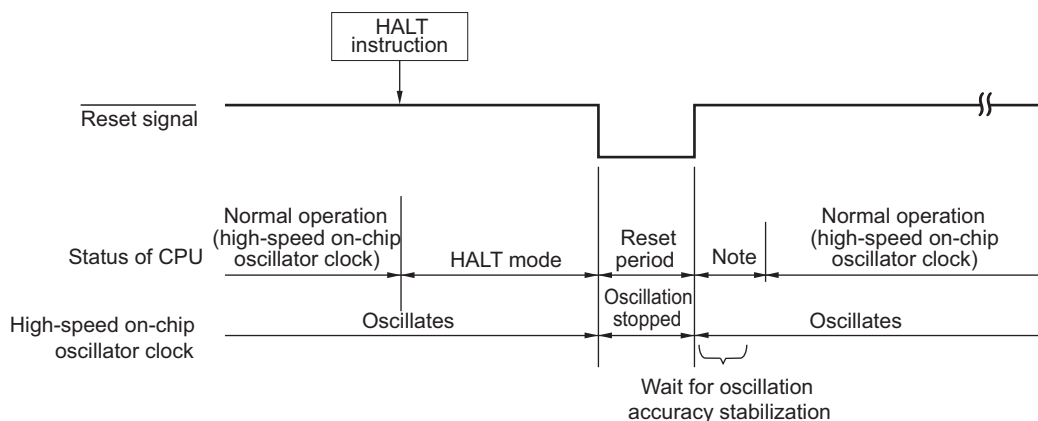 HALT
instruction
Reset signal
Normal operation
(high-speed on-chip
oscillator clock)
Status of CPU
HALT mode
Reset
period
Note
Normal operation
(high-speed on-chip
oscillator clock)
High-speed on-chip
oscillator clock
Oscillates
Oscillation
stopped
Oscillates
Wait for oscillation
accuracy stabilization